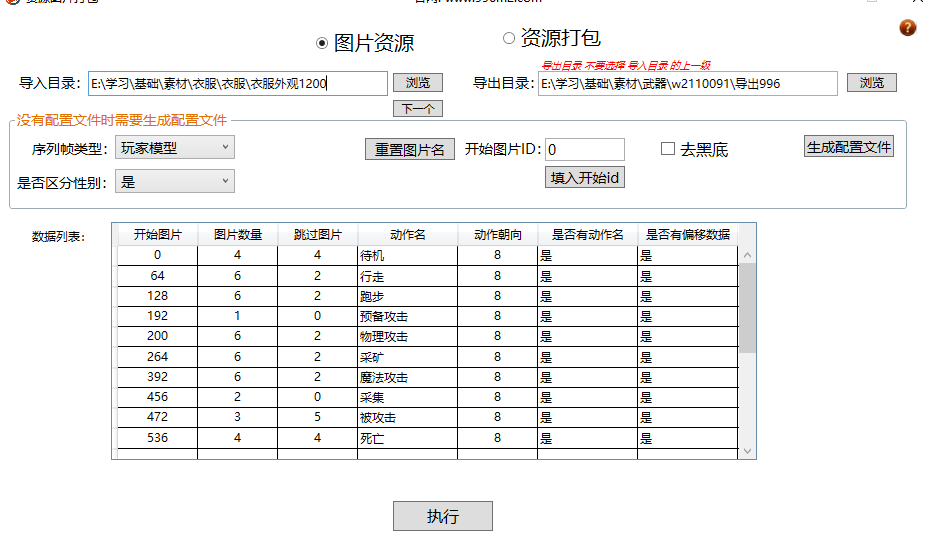 图片资源
资源打包
导出目录 不要选择 导入目录 的上一级
导入目录: E:\学习\基础\素材\衣服\衣服\衣服外观1200 浏览 导出目录: E:\学习\基础\素材\武器\w2110091\导出996 浏览
下一个
没有配置文件时需要生成配置文件
序列帧类型: 玩家模型 重置图片名 开始图片ID: 0 去黑底 生成配置文件
是否区分性别: 是 填入开始id
数据列表:
开始图片 图片数量 跳过图片 动作名 动作朝向 是否有动作名 是否有偏移数据
0 4 4 待机 8 是 是
64 6 2 行走 8 是 是
128 6 2 跑步 8 是 是
192 1 0 预备攻击 8 是 是
200 6 2 物理攻击 8 是 是
264 6 2 采矿 8 是 是
392 6 2 魔法攻击 8 是 是
456 2 0 采集 8 是 是
472 3 5 被攻击 8 是 是
536 4 4 死亡 8 是 是
执行